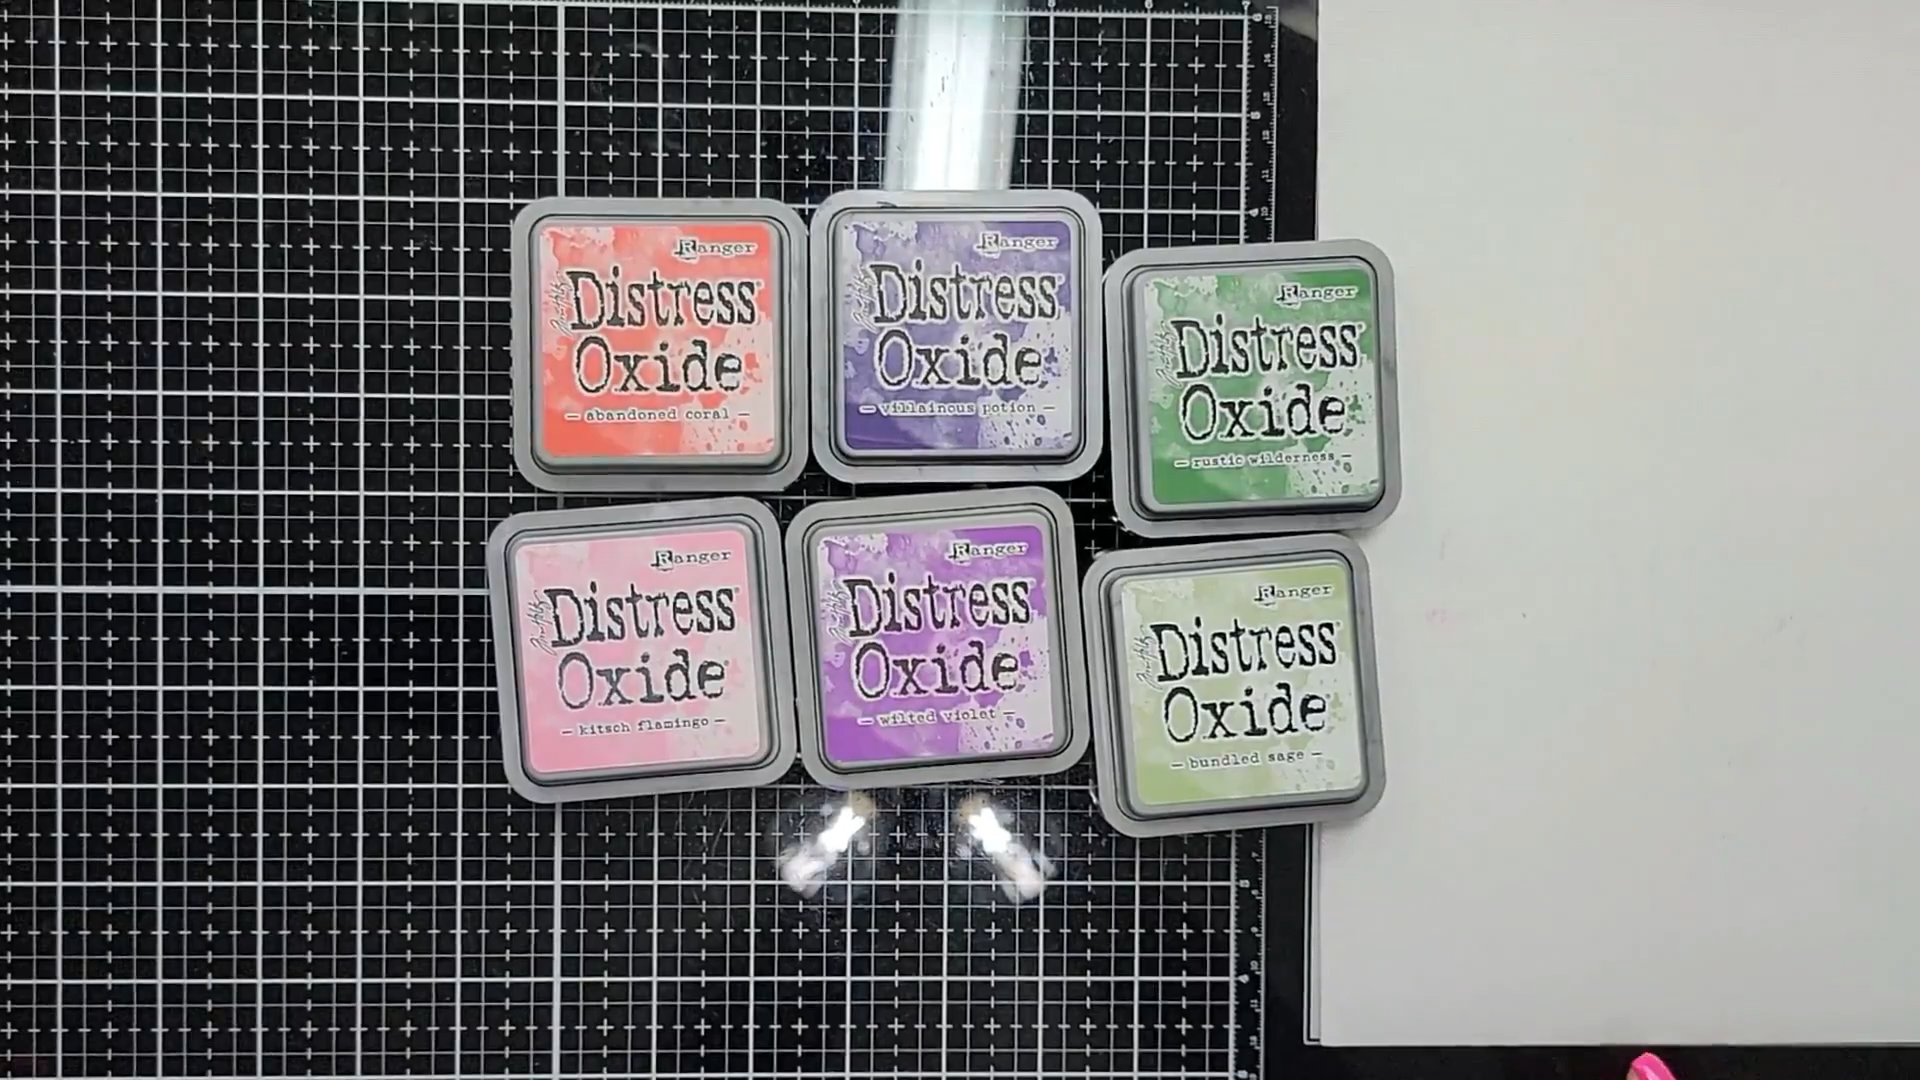 Ranger
Distress
Oxide
— abandoned coral —
Ranger
Distress
Oxide
— villainous potion —
Ranger
Distress
Oxide
— rustic wilderness —
Ranger
Distress
Oxide
— kitsch flamingo —
Ranger
Distress
Oxide
— wilted violet —
Ranger
Distress
Oxide
— bundled sage —